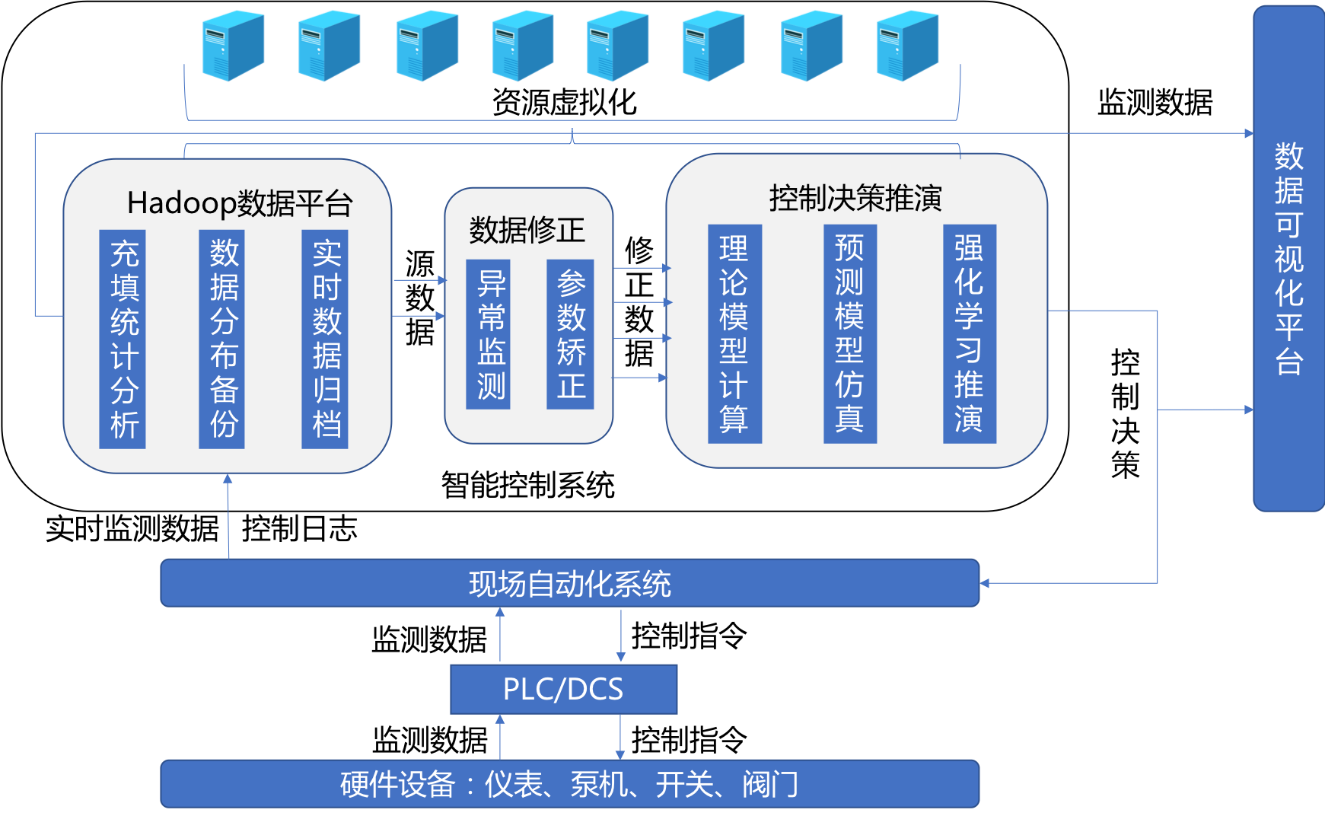 资源虚拟化
监测数据
Hadoop数据平台
充填统计分析
数据分布备份
实时数据归档
源数据
数据修正
异常监测
参数矫正
修正数据
控制决策推演
理论模型计算
预测模型仿真
强化学习推演
控制决策
数据可视化平台
智能控制系统
实时监测数据
控制日志
现场自动化系统
监测数据
控制指令
PLC/DCS
监测数据
控制指令
硬件设备：仪表、泵机、开关、阀门